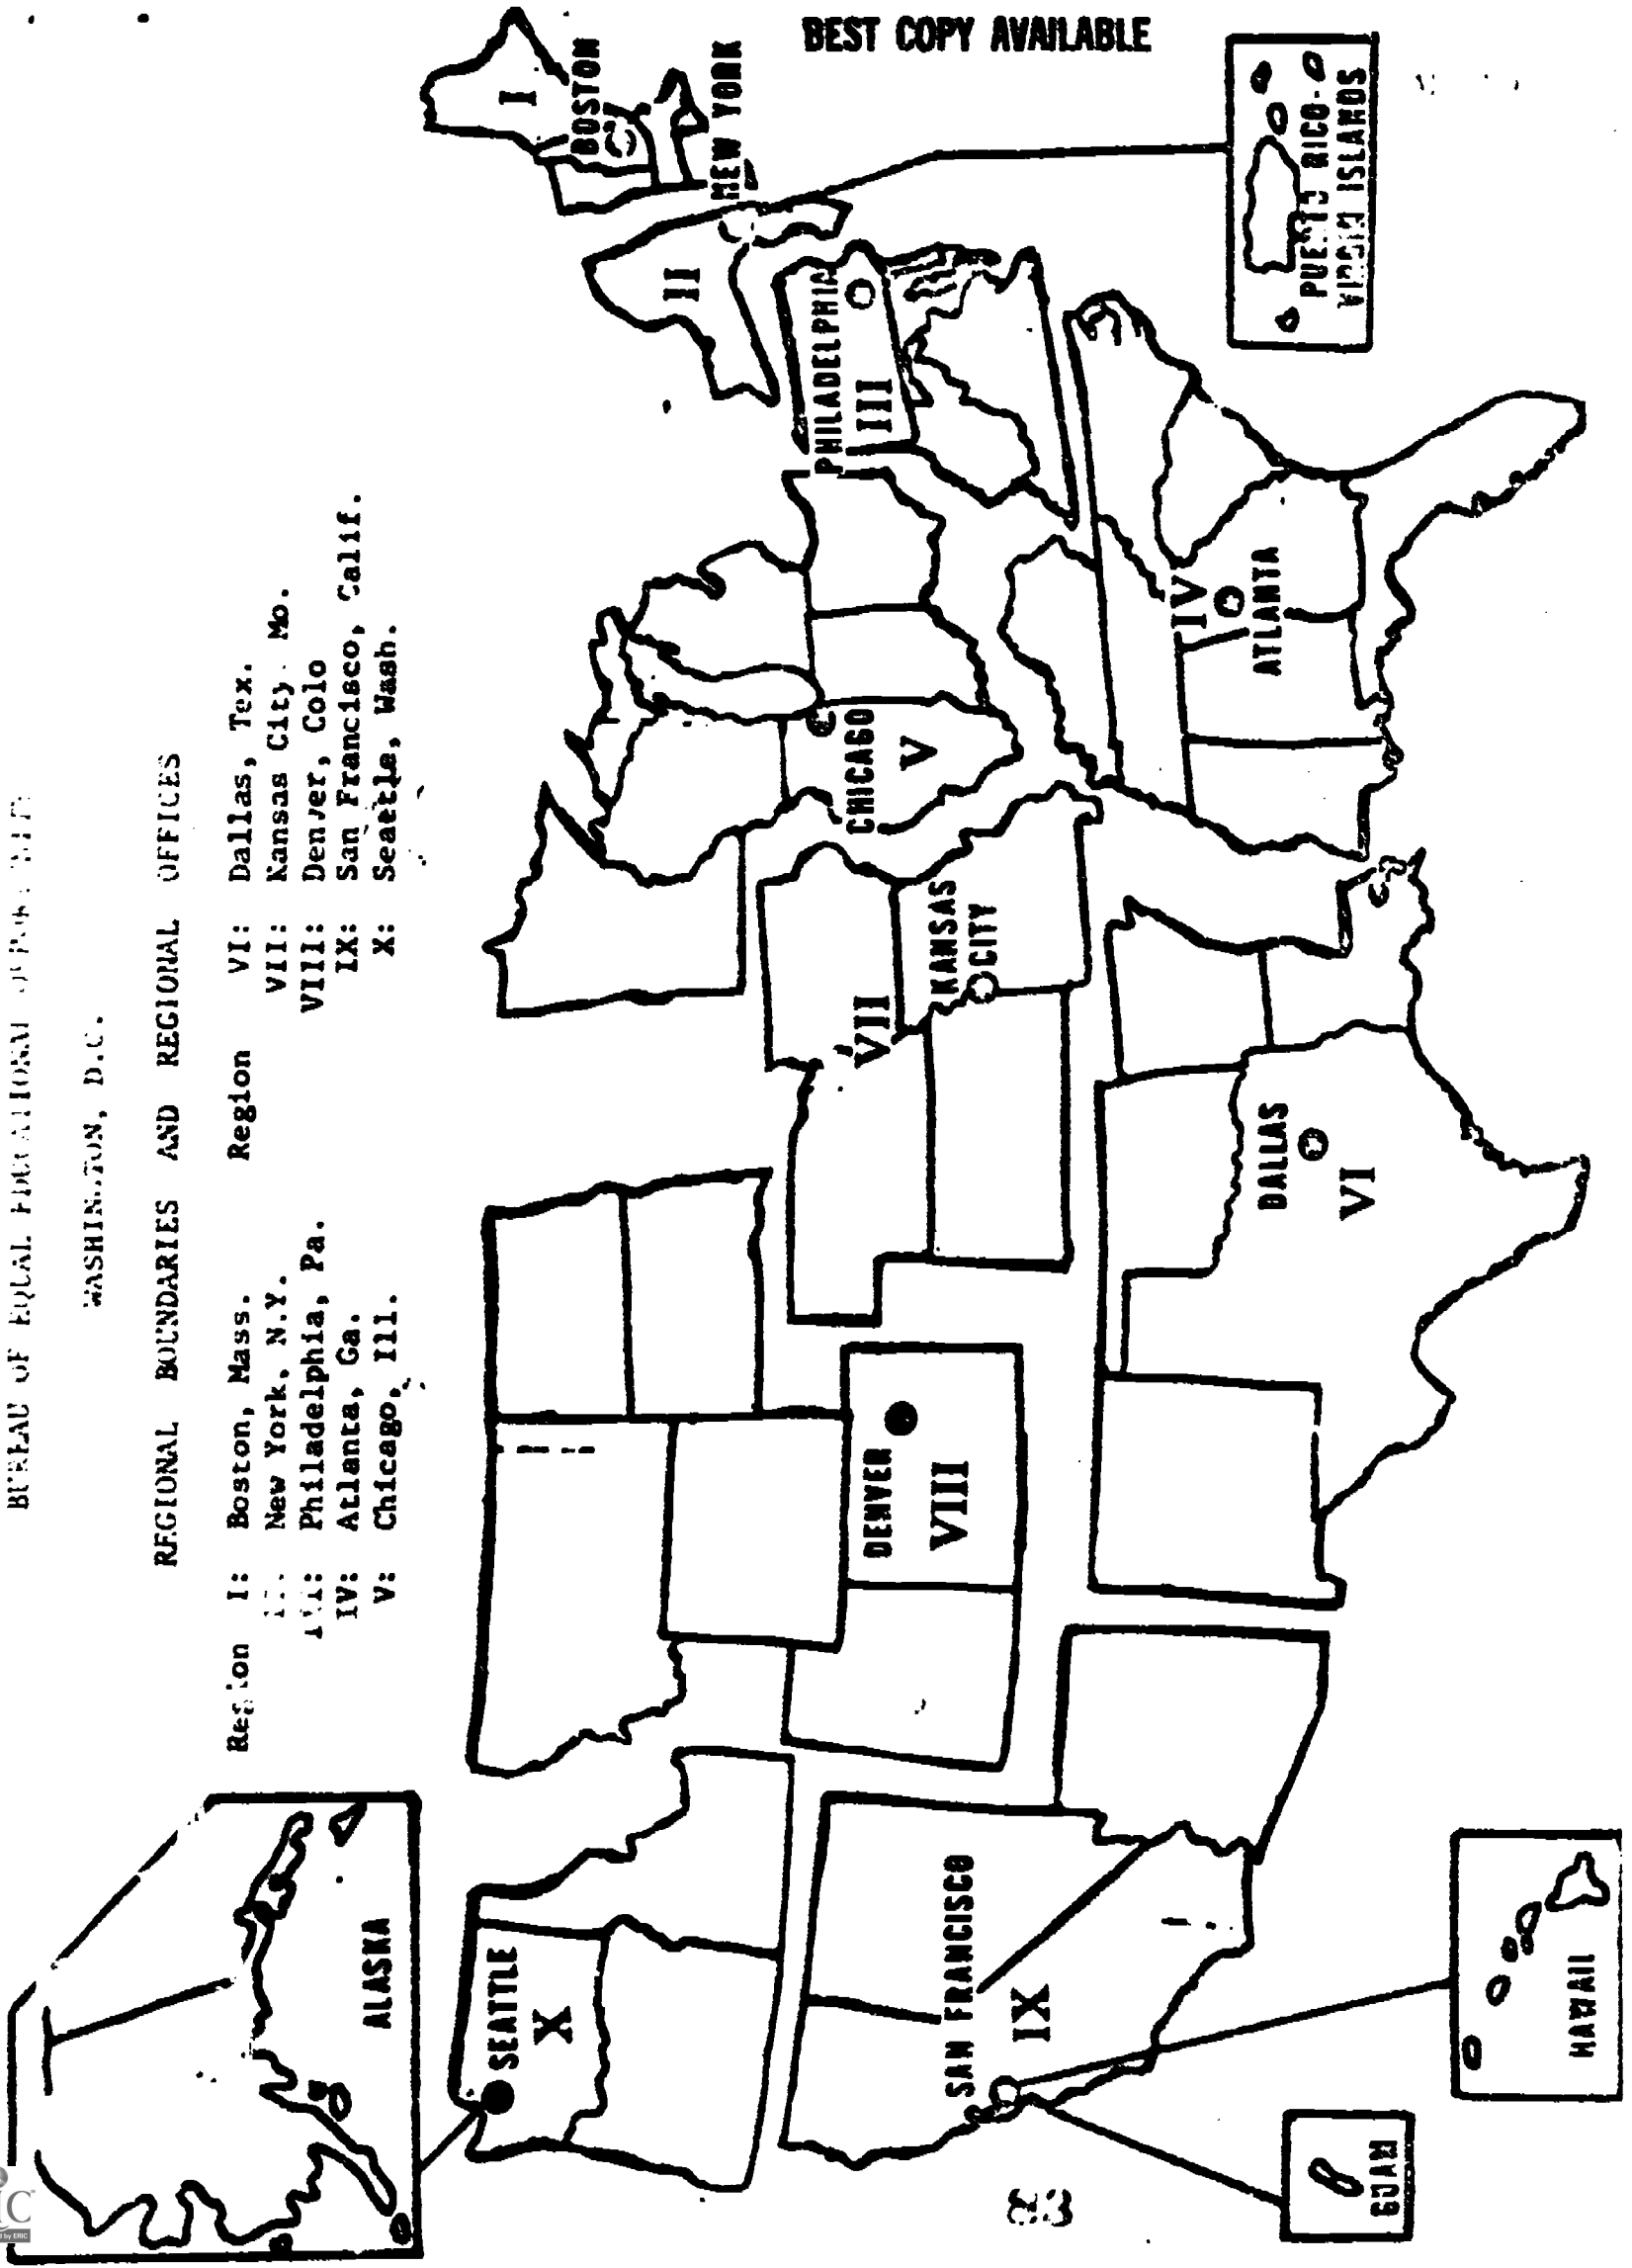 BUREAU OF EQUAL EDUCATIONAL
WASHINGTON, D.C.
REGIONAL BOUNDARIES AND REGIONAL OFFICES
Region I: Boston, Mass.
New York, N.Y.
Philadelphia, Pa.
IV: Atlanta, Ga.
V: Chicago, Ill.
Region VI: Dallas, Tex.
VII: Kansas City Mo.
VIII: Denver, Colo
IX: San Francisco, Calif.
X: Seattle, Wash.
ALASKA
SEATTLE
X
SAN FRANCISCO
IX
GUAM
HAWAII
DENVER
VIII
VII
KANSAS
CITY
DALLAS
VI
CHICAGO
V
IV
ATLANTA
PHILADELPHIA
III
II
NEW YORK
I
BOSTON
PUERTO RICO-
VIRGIN ISLANDS
BEST COPY AVAILABLE
83
by ERIC